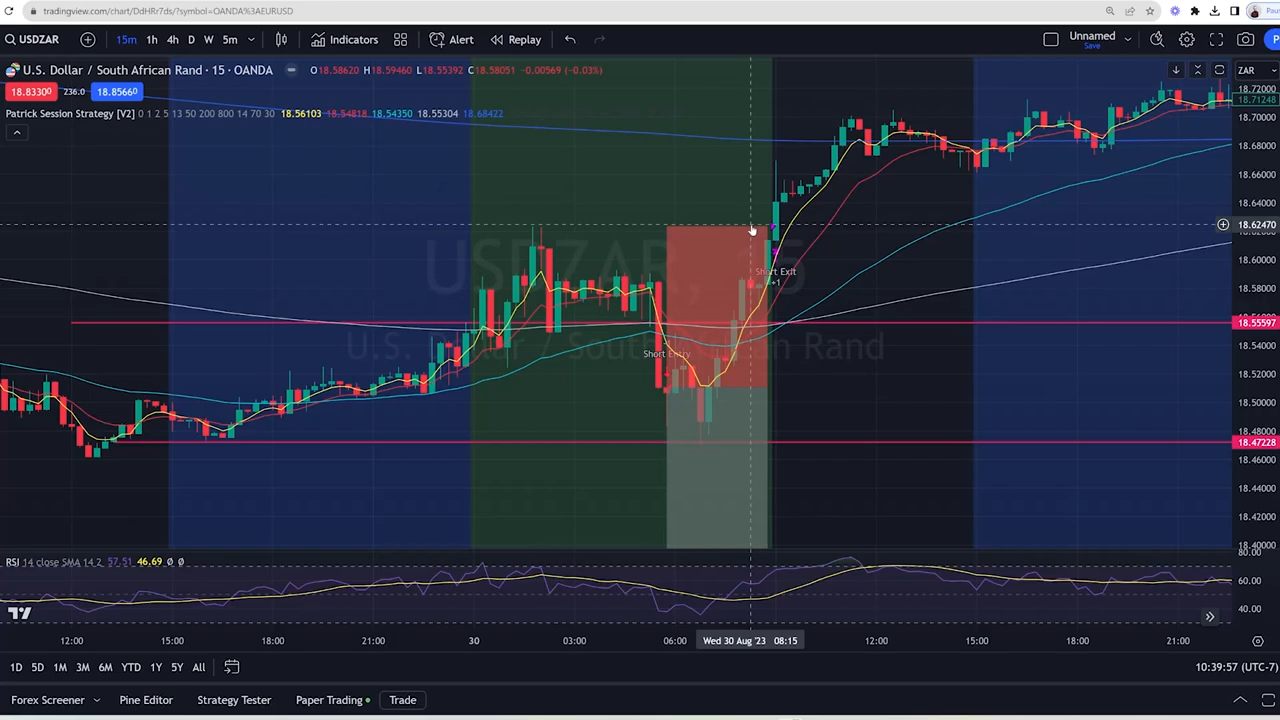 tradingview.com/chart/DdHRr7ds/?symbol=OANDA%3AEURUSD
USDZAR 15m 1h 4h D W 5m Indicators Alert Replay Unnamed Save
U.S. Dollar / South African Rand · 15 · OANDA O18.58620 H18.59460 L18.55392 C18.58051 -0.00569 (-0.03%) ZAR
18.83300 236.0 18.85660
Patrick Session Strategy [V2] 0 1 2 5 13 50 200 800 14 70 30 18.56103 18.54818 18.54350 18.55304 18.68422
18.72000
18.71248
18.70000
18.68000
18.66000
18.64000
18.62470
18.60000
18.58000
18.55597
18.54000
18.52000
18.50000
18.48000
18.47228
18.46000
18.44000
18.42000
18.40000
USDZAR, 15
U.S. Dollar / South African Rand
Short Exit
+1
Short Entry
RSI 14 close SMA 14 2 57.51 46.69 Ø Ø
80.00
60.00
40.00
12:00 15:00 18:00 21:00 30 03:00 06:00 Wed 30 Aug '23 08:15 12:00 15:00 18:00 21:00
1D 5D 1M 3M 6M YTD 1Y 5Y All 10:39:57 (UTC-7)
Forex Screener Pine Editor Strategy Tester Paper Trading Trade